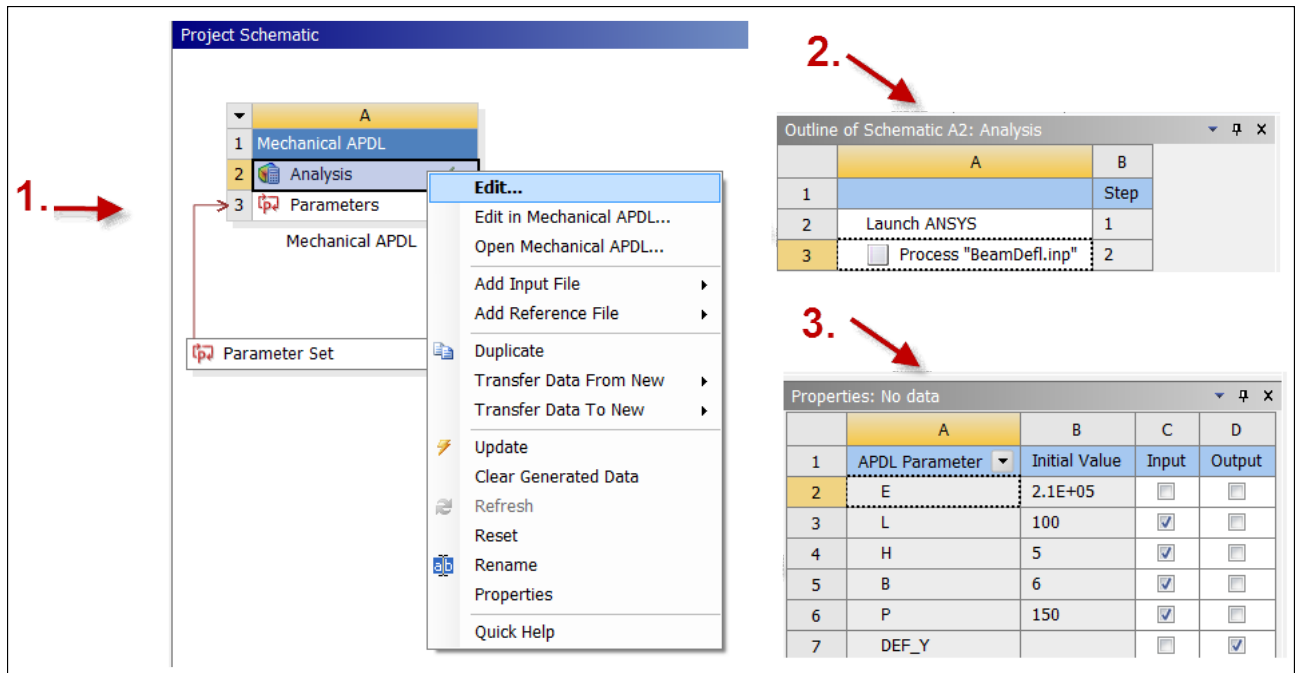 1.
Project Schematic
A
1 Mechanical APDL
2 Analysis
3 Parameters
Mechanical APDL
Parameter Set
Edit...
Edit in Mechanical APDL...
Open Mechanical APDL...
Add Input File
Add Reference File
Duplicate
Transfer Data From New
Transfer Data To New
Update
Clear Generated Data
Refresh
Reset
Rename
Properties
Quick Help
2.
Outline of Schematic A2: Analysis
A B
1 Step
2 Launch ANSYS 1
3 Process "BeamDefl.inp" 2
3.
Properties: No data
A B C D
1 APDL Parameter Initial Value Input Output
2 E 2.1E+05
3 L 100
4 H 5
5 B 6
6 P 150
7 DEF_Y